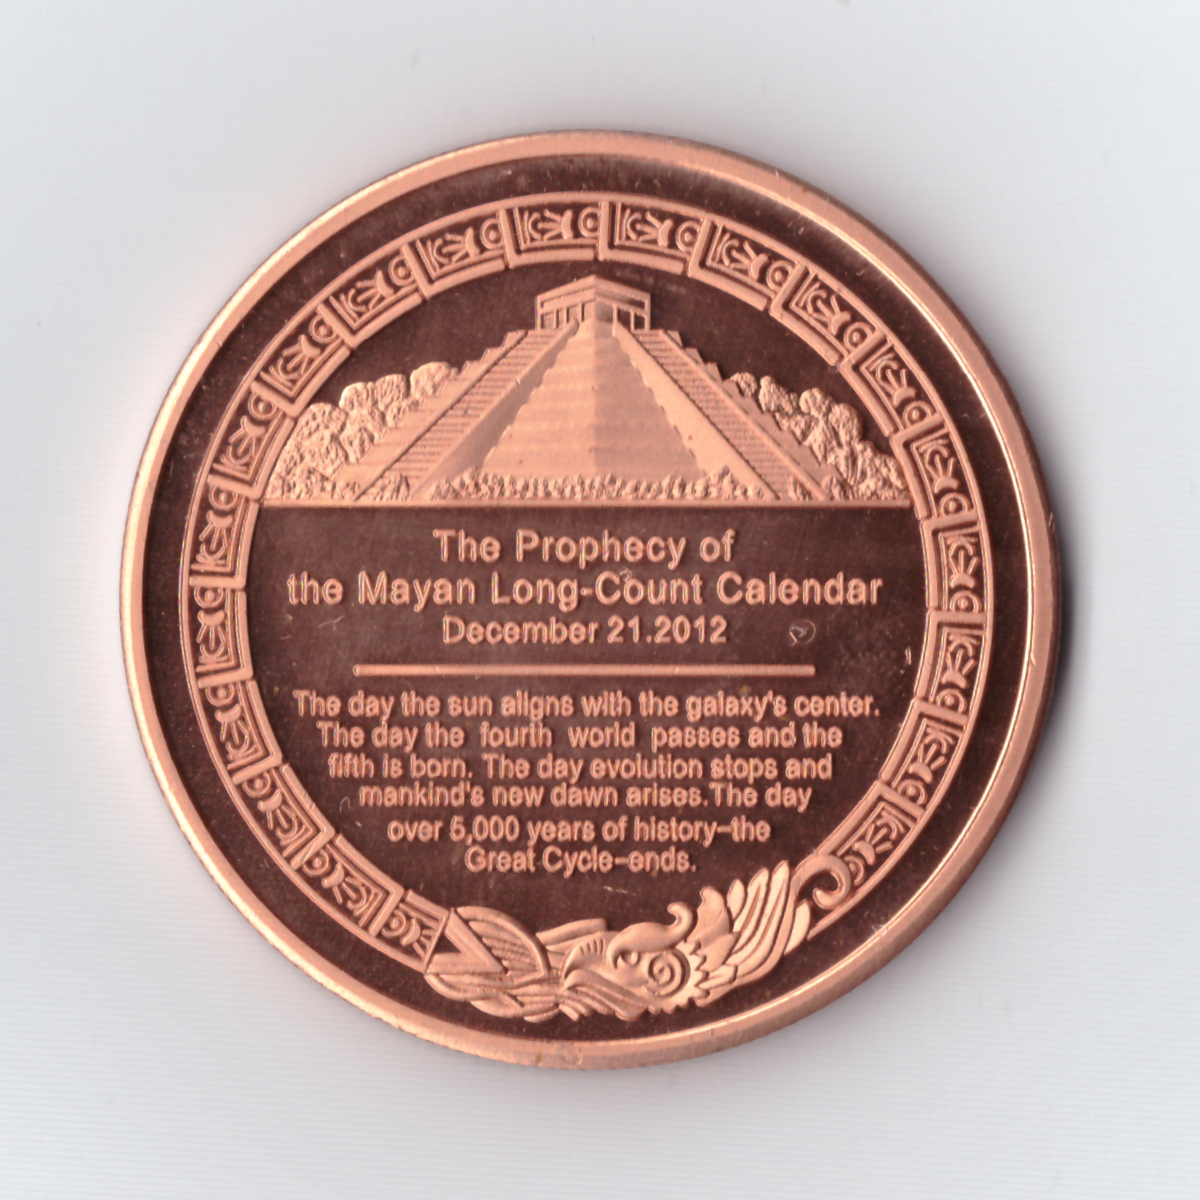 The Prophecy of
the Mayan Long-Count Calendar
December 21.2012
The day the sun aligns with the galaxy's center.
The day the fourth world passes and the
fifth is born. The day evolution stops and
mankind's new dawn arises.The day
over 5,000 years of history-the
Great Cycle-ends.